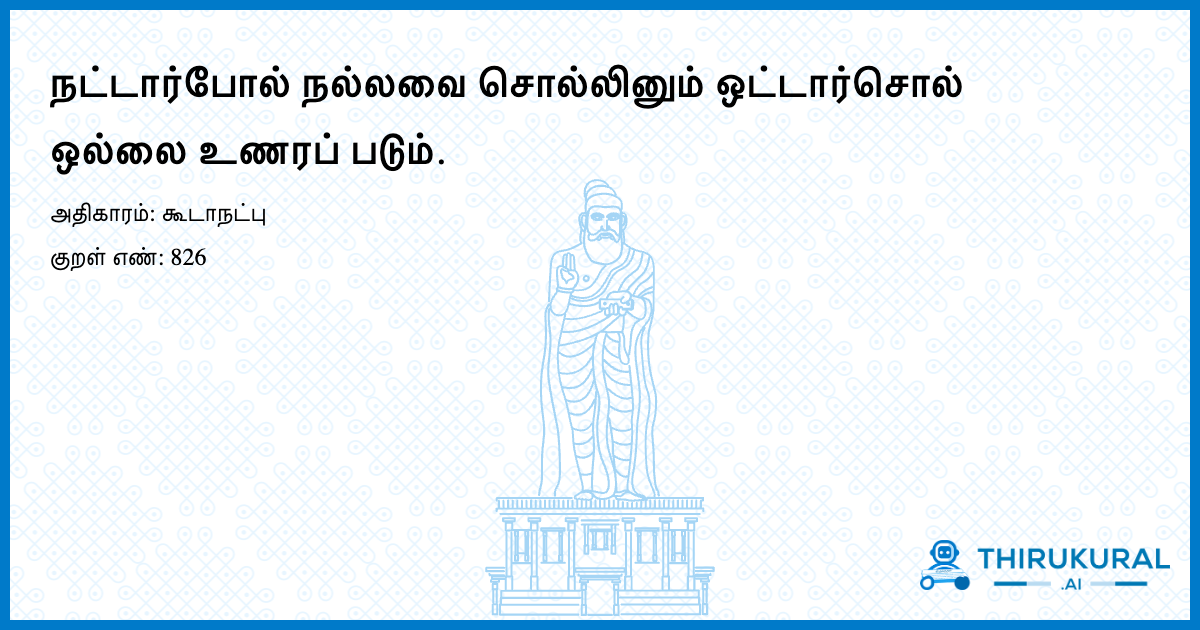 நட்டார்போல் நல்லவை சொல்லினும் ஒட்டார்சொல்
ஒல்லை உணரப் படும்.
அதிகாரம்: கூடாநட்பு
குறள் எண்: 826
THIRUKURAL
.AI